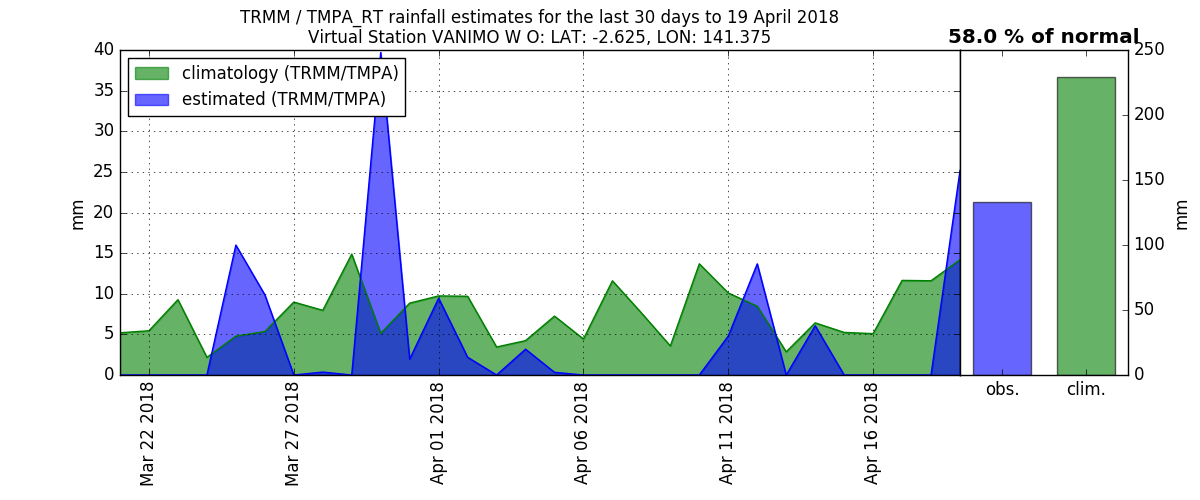 TRMM / TMPA_RT rainfall estimates for the last 30 days to 19 April 2018
Virtual Station VANIMO W O: LAT: -2.625, LON: 141.375
58.0 % of normal
climatology (TRMM/TMPA)
estimated (TRMM/TMPA)
40
35
30
25
20
15
10
5
0
mm
Mar 22 2018
Mar 27 2018
Apr 01 2018
Apr 06 2018
Apr 11 2018
Apr 16 2018
250
200
150
100
50
0
mm
obs.
clim.